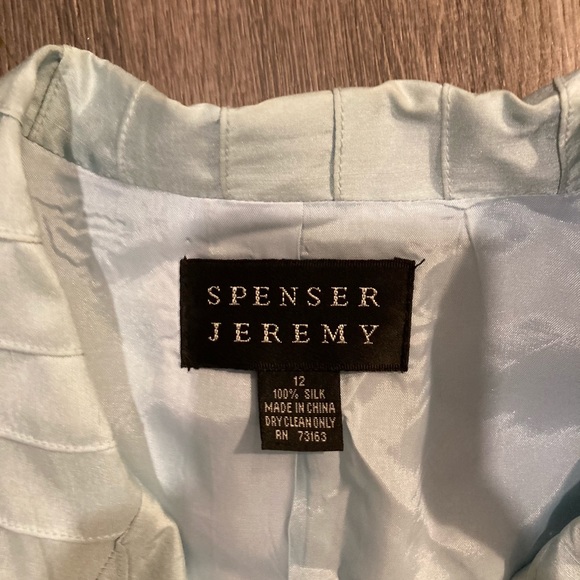 SPENSER
JEREMY
12
100% SILK
MADE IN CHINA
DRY CLEAN ONLY
RN 73163